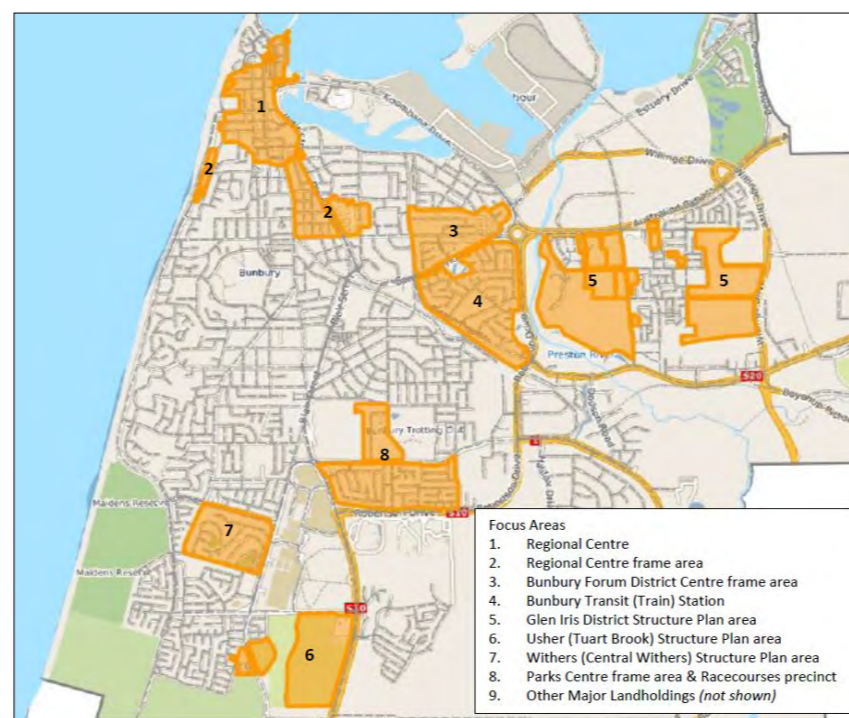 1
2
2
3
4
5
5
6
7
8
Bunbury
Estuary Drive
Preston River
Bunbury Trotting Club
Maidens Reserve
Maidens Reserve
S20
S10
S10
Focus Areas
1. Regional Centre
2. Regional Centre frame area
3. Bunbury Forum District Centre frame area
4. Bunbury Transit (Train) Station
5. Glen Iris District Structure Plan area
6. Usher (Tuart Brook) Structure Plan area
7. Withers (Central Withers) Structure Plan area
8. Parks Centre frame area & Racecourses precinct
9. Other Major Landholdings (not shown)